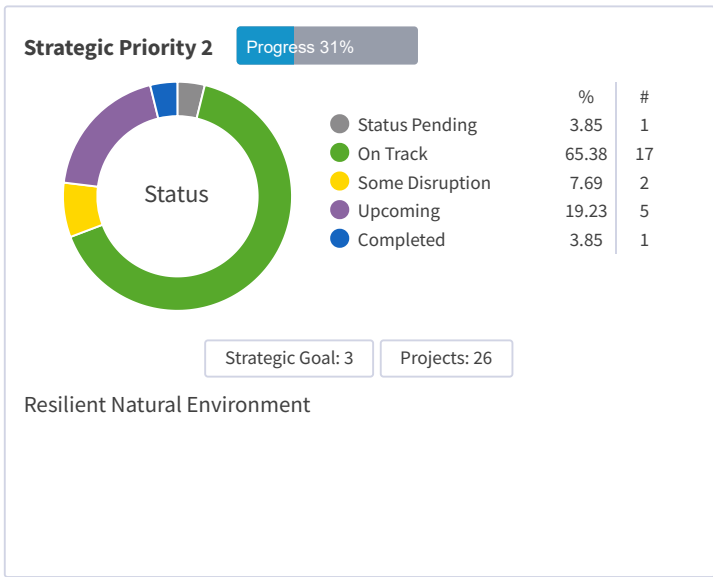 Strategic Priority 2 Progress 31%
% #
Status Pending 3.85 1
On Track 65.38 17
Status
Some Disruption 7.69 2
Upcoming 19.23 5
Completed 3.85 1
Strategic Goal: 3 Projects: 26
Resilient Natural Environment